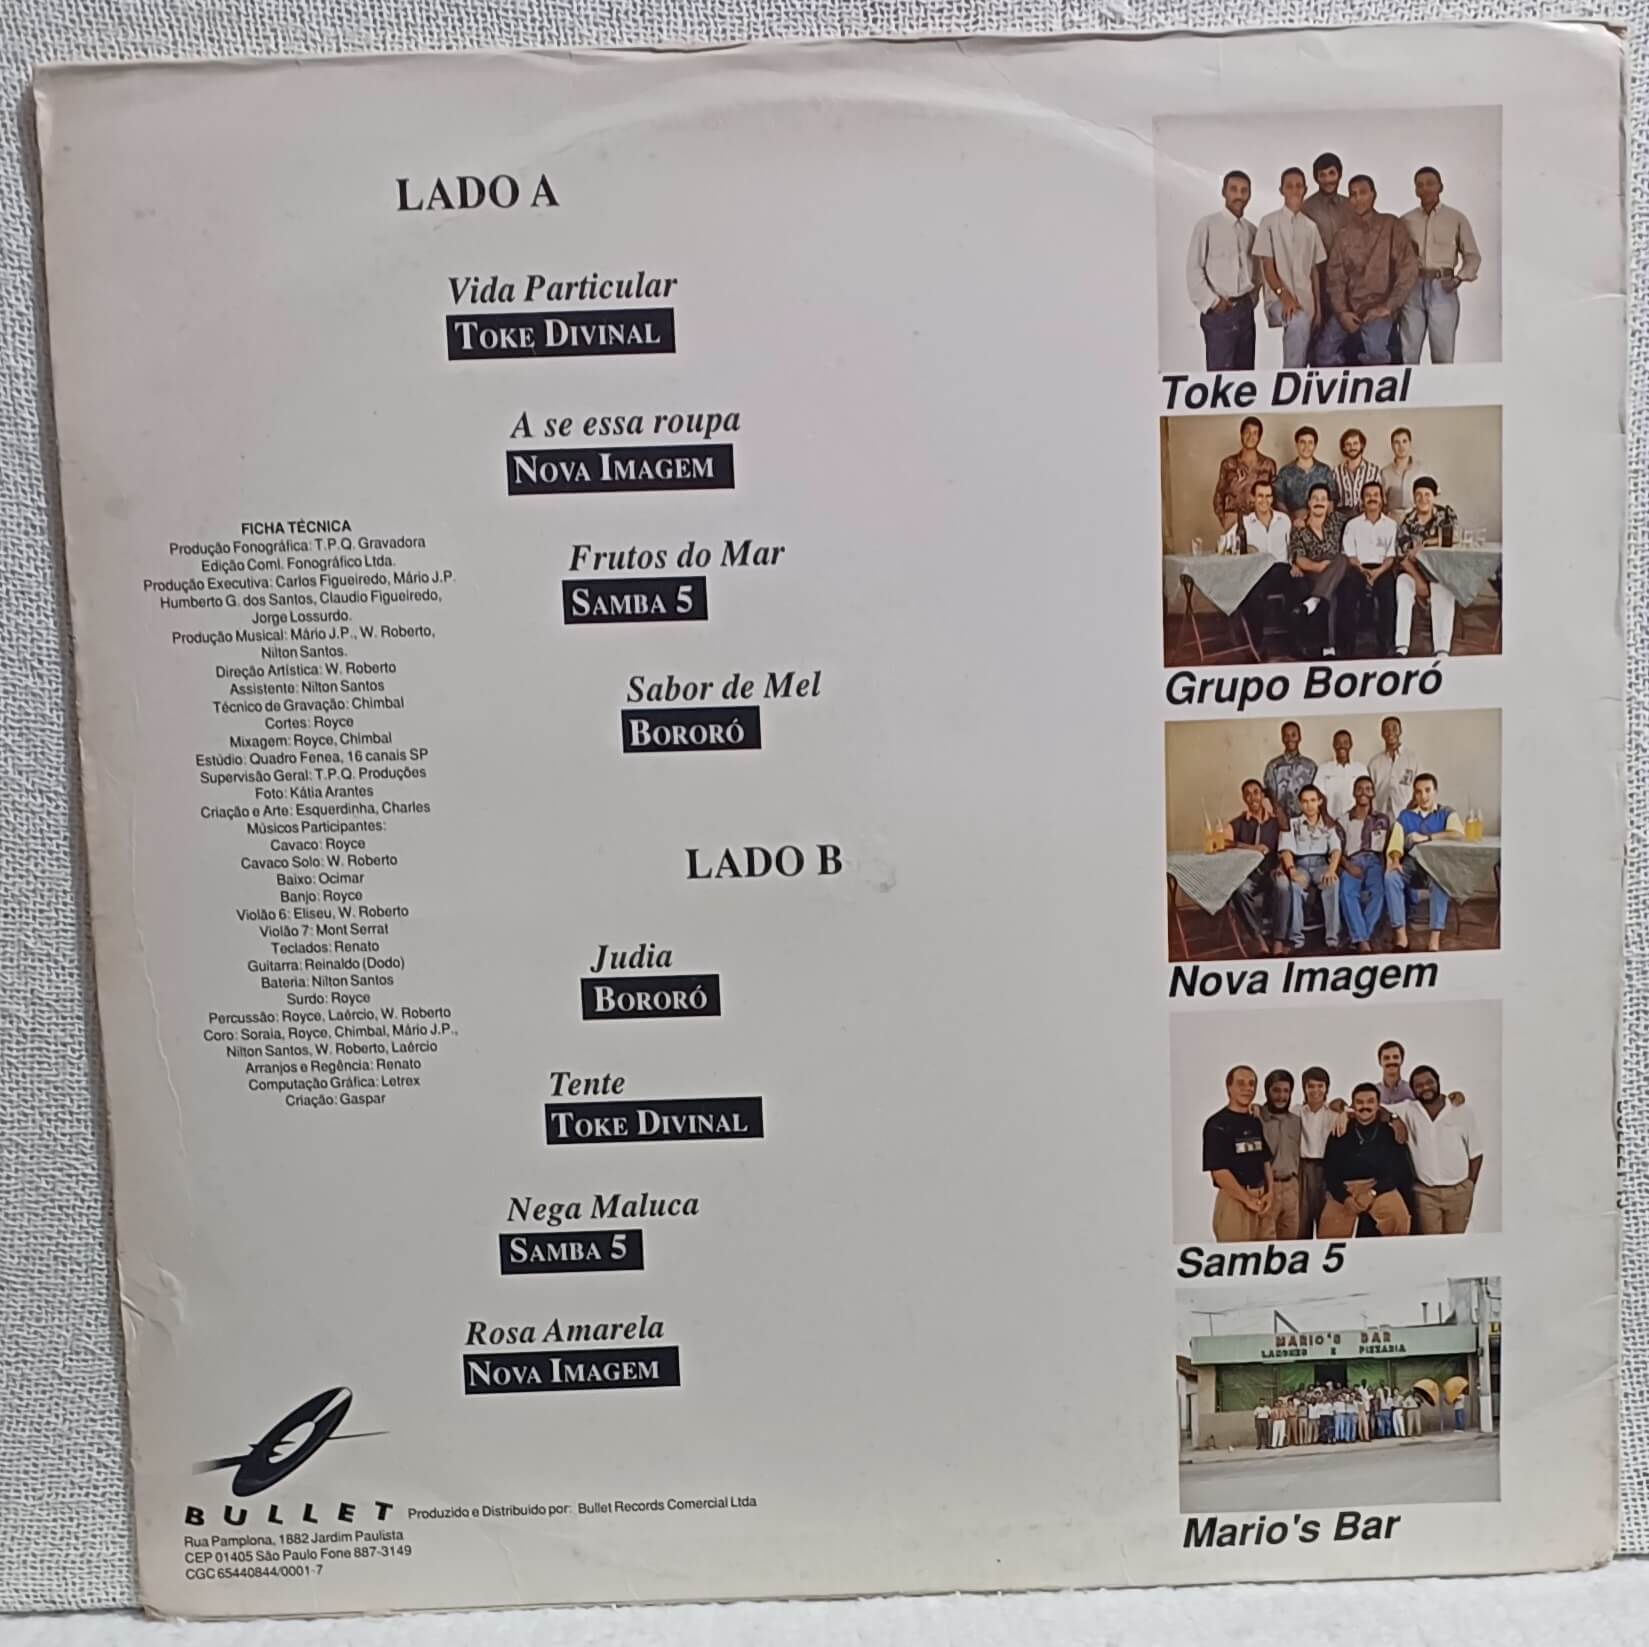 LADO A
Vida Particular
TOKE DIVINAL
A se essa roupa
NOVA IMAGEM
Frutos do Mar
SAMBA 5
Sabor de Mel
BORORÓ
LADO B
Judia
BORORÓ
Tente
TOKE DIVINAL
Nega Maluca
SAMBA 5
Rosa Amarela
NOVA IMAGEM
FICHA TÉCNICA
Produção Fonográfica: T.P.Q. Gravadora
Edição Coml. Fonográfico Ltda.
Produção Executiva: Carlos Figueiredo, Mário J.P.
Humberto G. dos Santos, Claudio Figueiredo,
Jorge Lossurdo.
Produção Musical: Mário J.P., W. Roberto,
Nilton Santos.
Direção Artística: W. Roberto
Assistente: Nilton Santos
Técnico de Gravação: Chimbal
Cortes: Royce
Mixagem: Royce, Chimbal
Estúdio: Quadro Fenea, 16 canais SP
Supervisão Geral: T.P.Q. Produções
Foto: Kátia Arantes
Criação e Arte: Esquerdinha, Charles
Músicos Participantes:
Cavaco: Royce
Cavaco Solo: W. Roberto
Baixo: Ocimar
Banjo: Royce
Violão 6: Eliseu, W. Roberto
Violão 7: Mont Serrat
Teclados: Renato
Guitarra: Reinaldo (Dodo)
Bateria: Nilton Santos
Surdo: Royce
Percussão: Royce, Laércio, W. Roberto
Coro: Soraia, Royce, Chimbal, Mário J.P.,
Nilton Santos, W. Roberto, Laércio
Arranjos e Regência: Renato
Computação Gráfica: Letrex
Criação: Gaspar
BULLET Produzido e Distribuido por: Bullet Records Comercial Ltda
Rua Pamplona, 1882 Jardim Paulista
CEP 01405 São Paulo Fone 887-3149
CGC 65440844/0001-7
Toke Divinal
Grupo Bororó
Nova Imagem
Samba 5
MARIO'S BAR
LANCHES E PIZZARIA
Mario's Bar